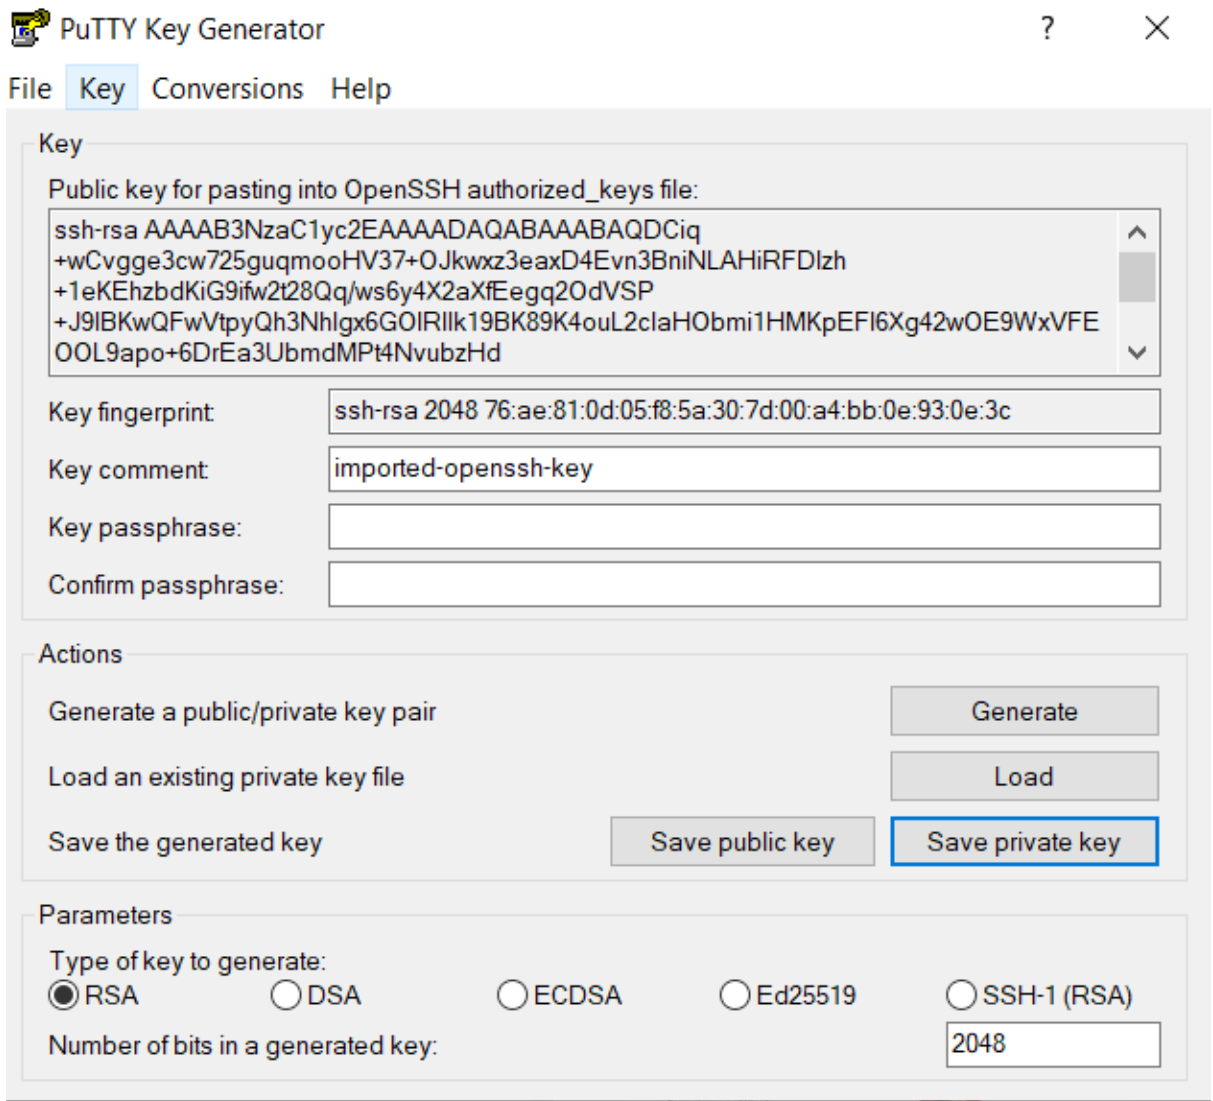 PuTTY Key Generator
?
File Key Conversions Help
Key
Public key for pasting into OpenSSH authorized_keys file:
ssh-rsa AAAAB3NzaC1yc2EAAAADAQABAAABAQDCiq
+wCvgge3cw725guqmooHV37+OJkwxz3eaxD4Evn3BniNLAHiRFDlzh
+1eKEhzbdKiG9ifw2t28Qq/ws6y4X2aXfEegq2OdVSP
+J9lBKwQFwVtpyQh3Nhlgx6GOIRIlk19BK89K4ouL2claHObmi1HMKpEFl6Xg42wOE9WxVFE
OOL9apo+6DrEa3UbmdMPt4NvubzHd
Key fingerprint: ssh-rsa 2048 76:ae:81:0d:05:f8:5a:30:7d:00:a4:bb:0e:93:0e:3c
Key comment: imported-openssh-key
Key passphrase:
Confirm passphrase:
Actions
Generate a public/private key pair Generate
Load an existing private key file Load
Save the generated key Save public key Save private key
Parameters
Type of key to generate:
RSA DSA ECDSA Ed25519 SSH-1 (RSA)
Number of bits in a generated key: 2048